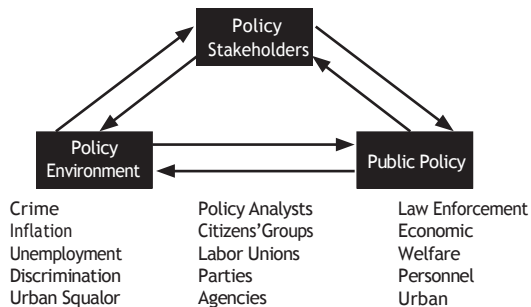 Policy
Stakeholders
Policy
Environment
Public Policy
Crime
Inflation
Unemployment
Discrimination
Urban Squalor
Policy Analysts
Citizens'Groups
Labor Unions
Parties
Agencies
Law Enforcement
Economic
Welfare
Personnel
Urban